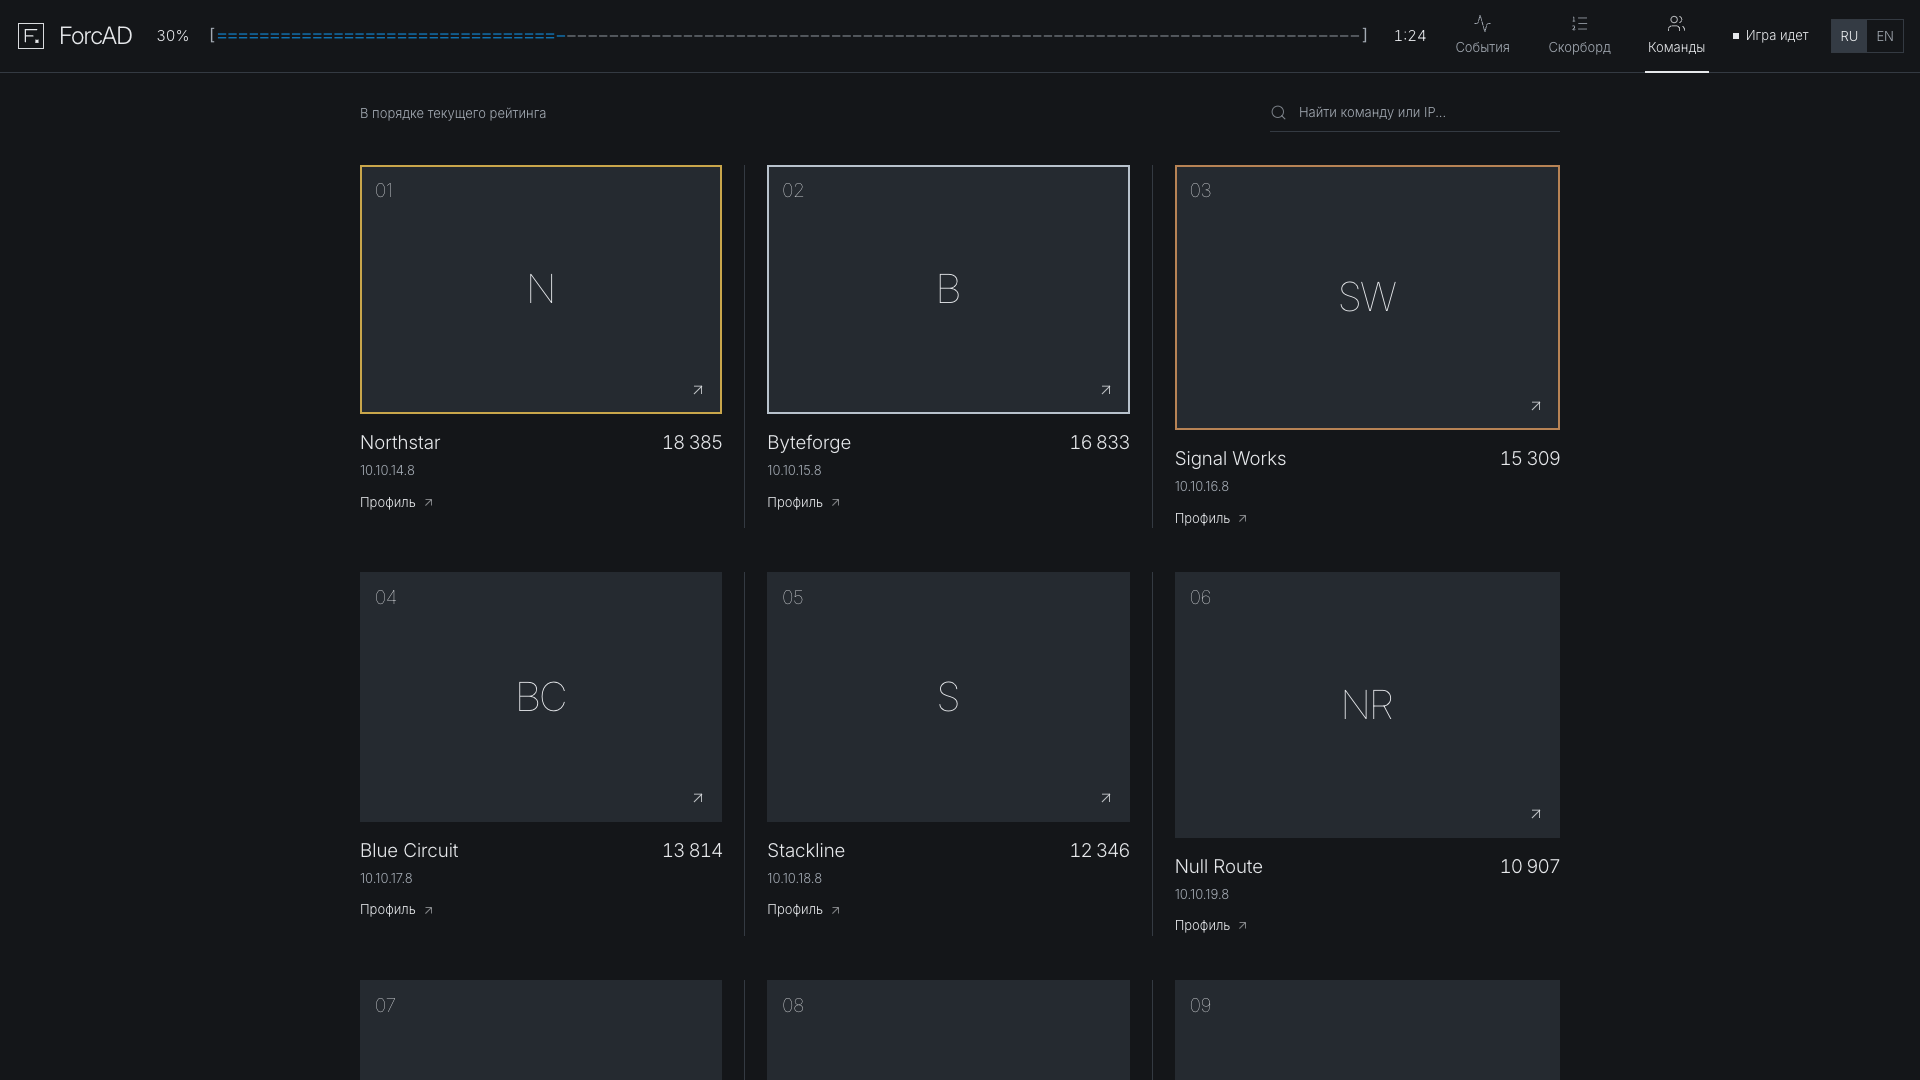 F. ForcAD 30% [================================--------------------------------------------------------------------------] 1:24 События Скорборд Команды Игра идет RU EN
В порядке текущего рейтинга
Найти команду или IP...
01 02 03
N B SW
Northstar 18 385
10.10.14.8
Профиль
Byteforge 16 833
10.10.15.8
Профиль
Signal Works 15 309
10.10.16.8
Профиль
04 05 06
BC S NR
Blue Circuit 13 814
10.10.17.8
Профиль
Stackline 12 346
10.10.18.8
Профиль
Null Route 10 907
10.10.19.8
Профиль
07 08 09